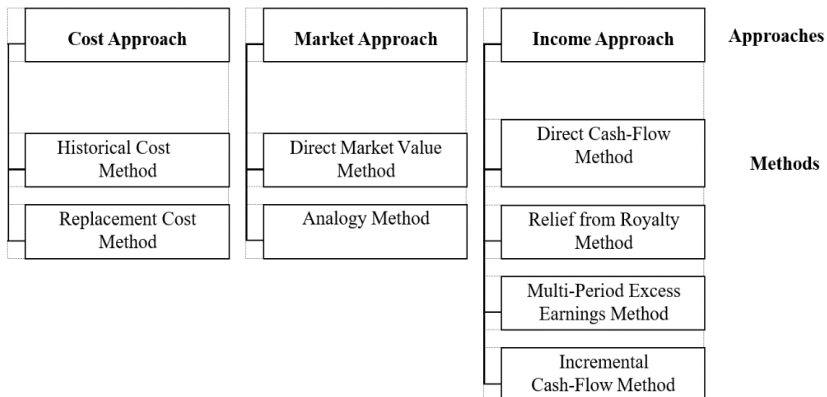 Cost Approach
Market Approach
Income Approach
Approaches
Historical Cost
Method
Direct Market Value
Method
Direct Cash-Flow
Method
Methods
Replacement Cost
Method
Analogy Method
Relief from Royalty
Method
Multi-Period Excess
Earnings Method
Incremental
Cash-Flow Method